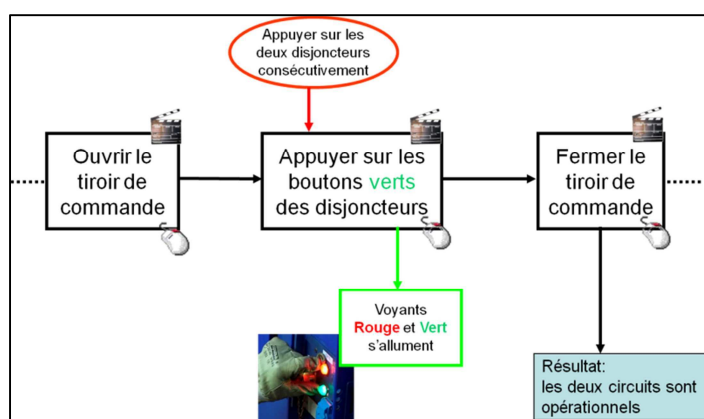 Appuyer sur les
deux disjoncteurs
consécutivement
Ouvrir le
tiroir de
commande
Appuyer sur les
boutons verts
des disjoncteurs
Fermer le
tiroir de
commande
Voyants
Rouge et Vert
s'allument
Résultat:
les deux circuits sont
opérationnels